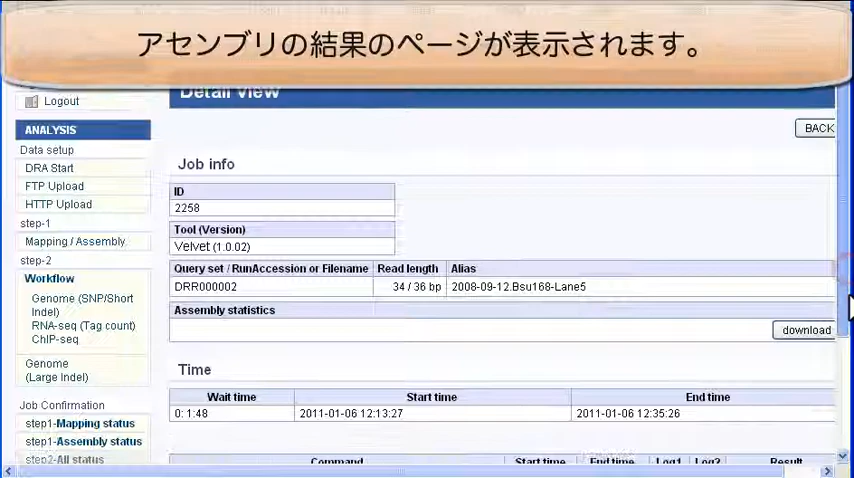 アセンブリの結果のページが表示されます。
Logout
Detail view
ANALYSIS
BACK
Data setup
DRA Start
FTP Upload
HTTP Upload
step-1
Mapping / Assembly
step-2
Workflow
Genome (SNP/Short
Indel)
RNA-seq (Tag count)
ChIP-seq
Genome
(Large Indel)
Job Confirmation
step1-Mapping status
step1-Assembly status
step2-All status
Job info
ID
2258
Tool (Version)
Velvet (1.0.02)
Query set / RunAccession or Filename Read length Alias
DRR000002 34 / 36 bp 2008-09-12.Bsu168-Lane5
Assembly statistics
download
Time
Wait time Start time End time
0: 1:48 2011-01-06 12:13:27 2011-01-06 12:35:26
Command Start time End time Log1 Log2 Result